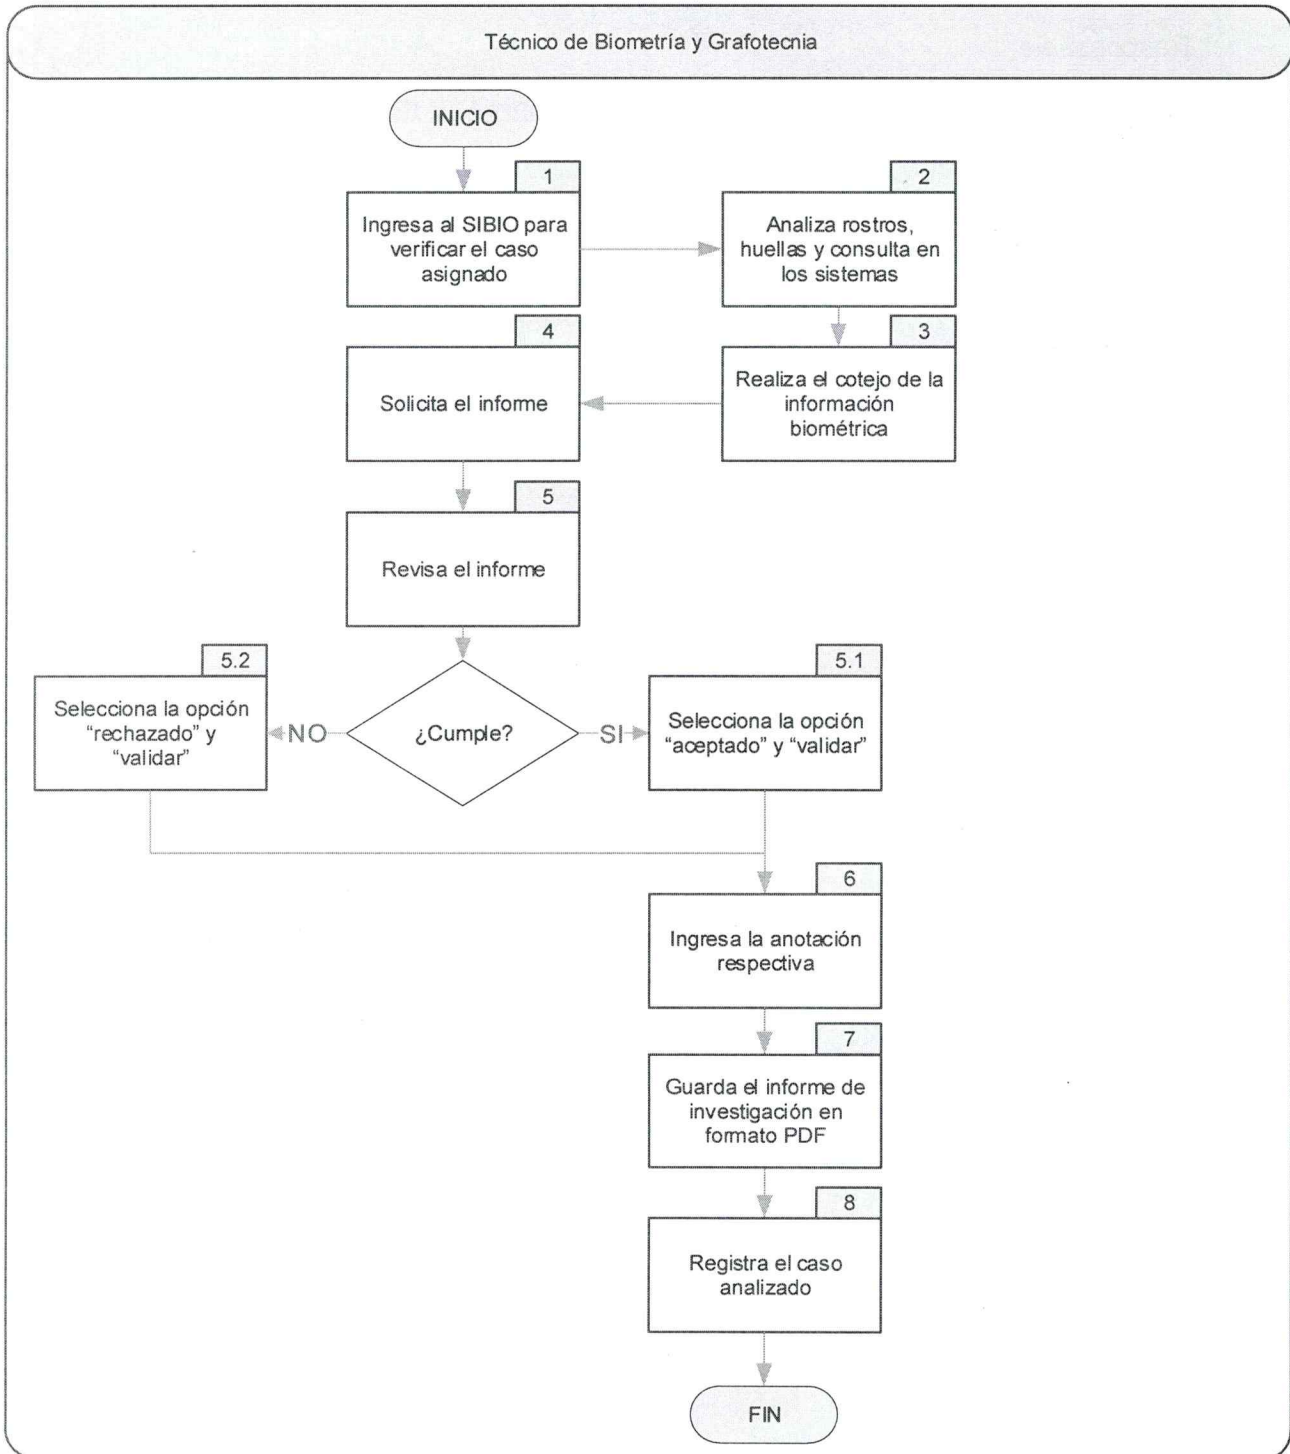 Técnico de Biometría y Grafotecnia
INICIO
1
Ingresa al SIBIO para
verificar el caso
asignado
2
Analiza rostros,
huellas y consulta en
los sistemas
3
Realiza el cotejo de la
información
biométrica
4
Solicita el informe
5
Revisa el informe
¿Cumple?
NO
SI
5.2
Selecciona la opción
“rechazado” y
“validar”
5.1
Selecciona la opción
“aceptado” y “validar”
6
Ingresa la anotación
respectiva
7
Guarda el informe de
investigación en
formato PDF
8
Registra el caso
analizado
FIN